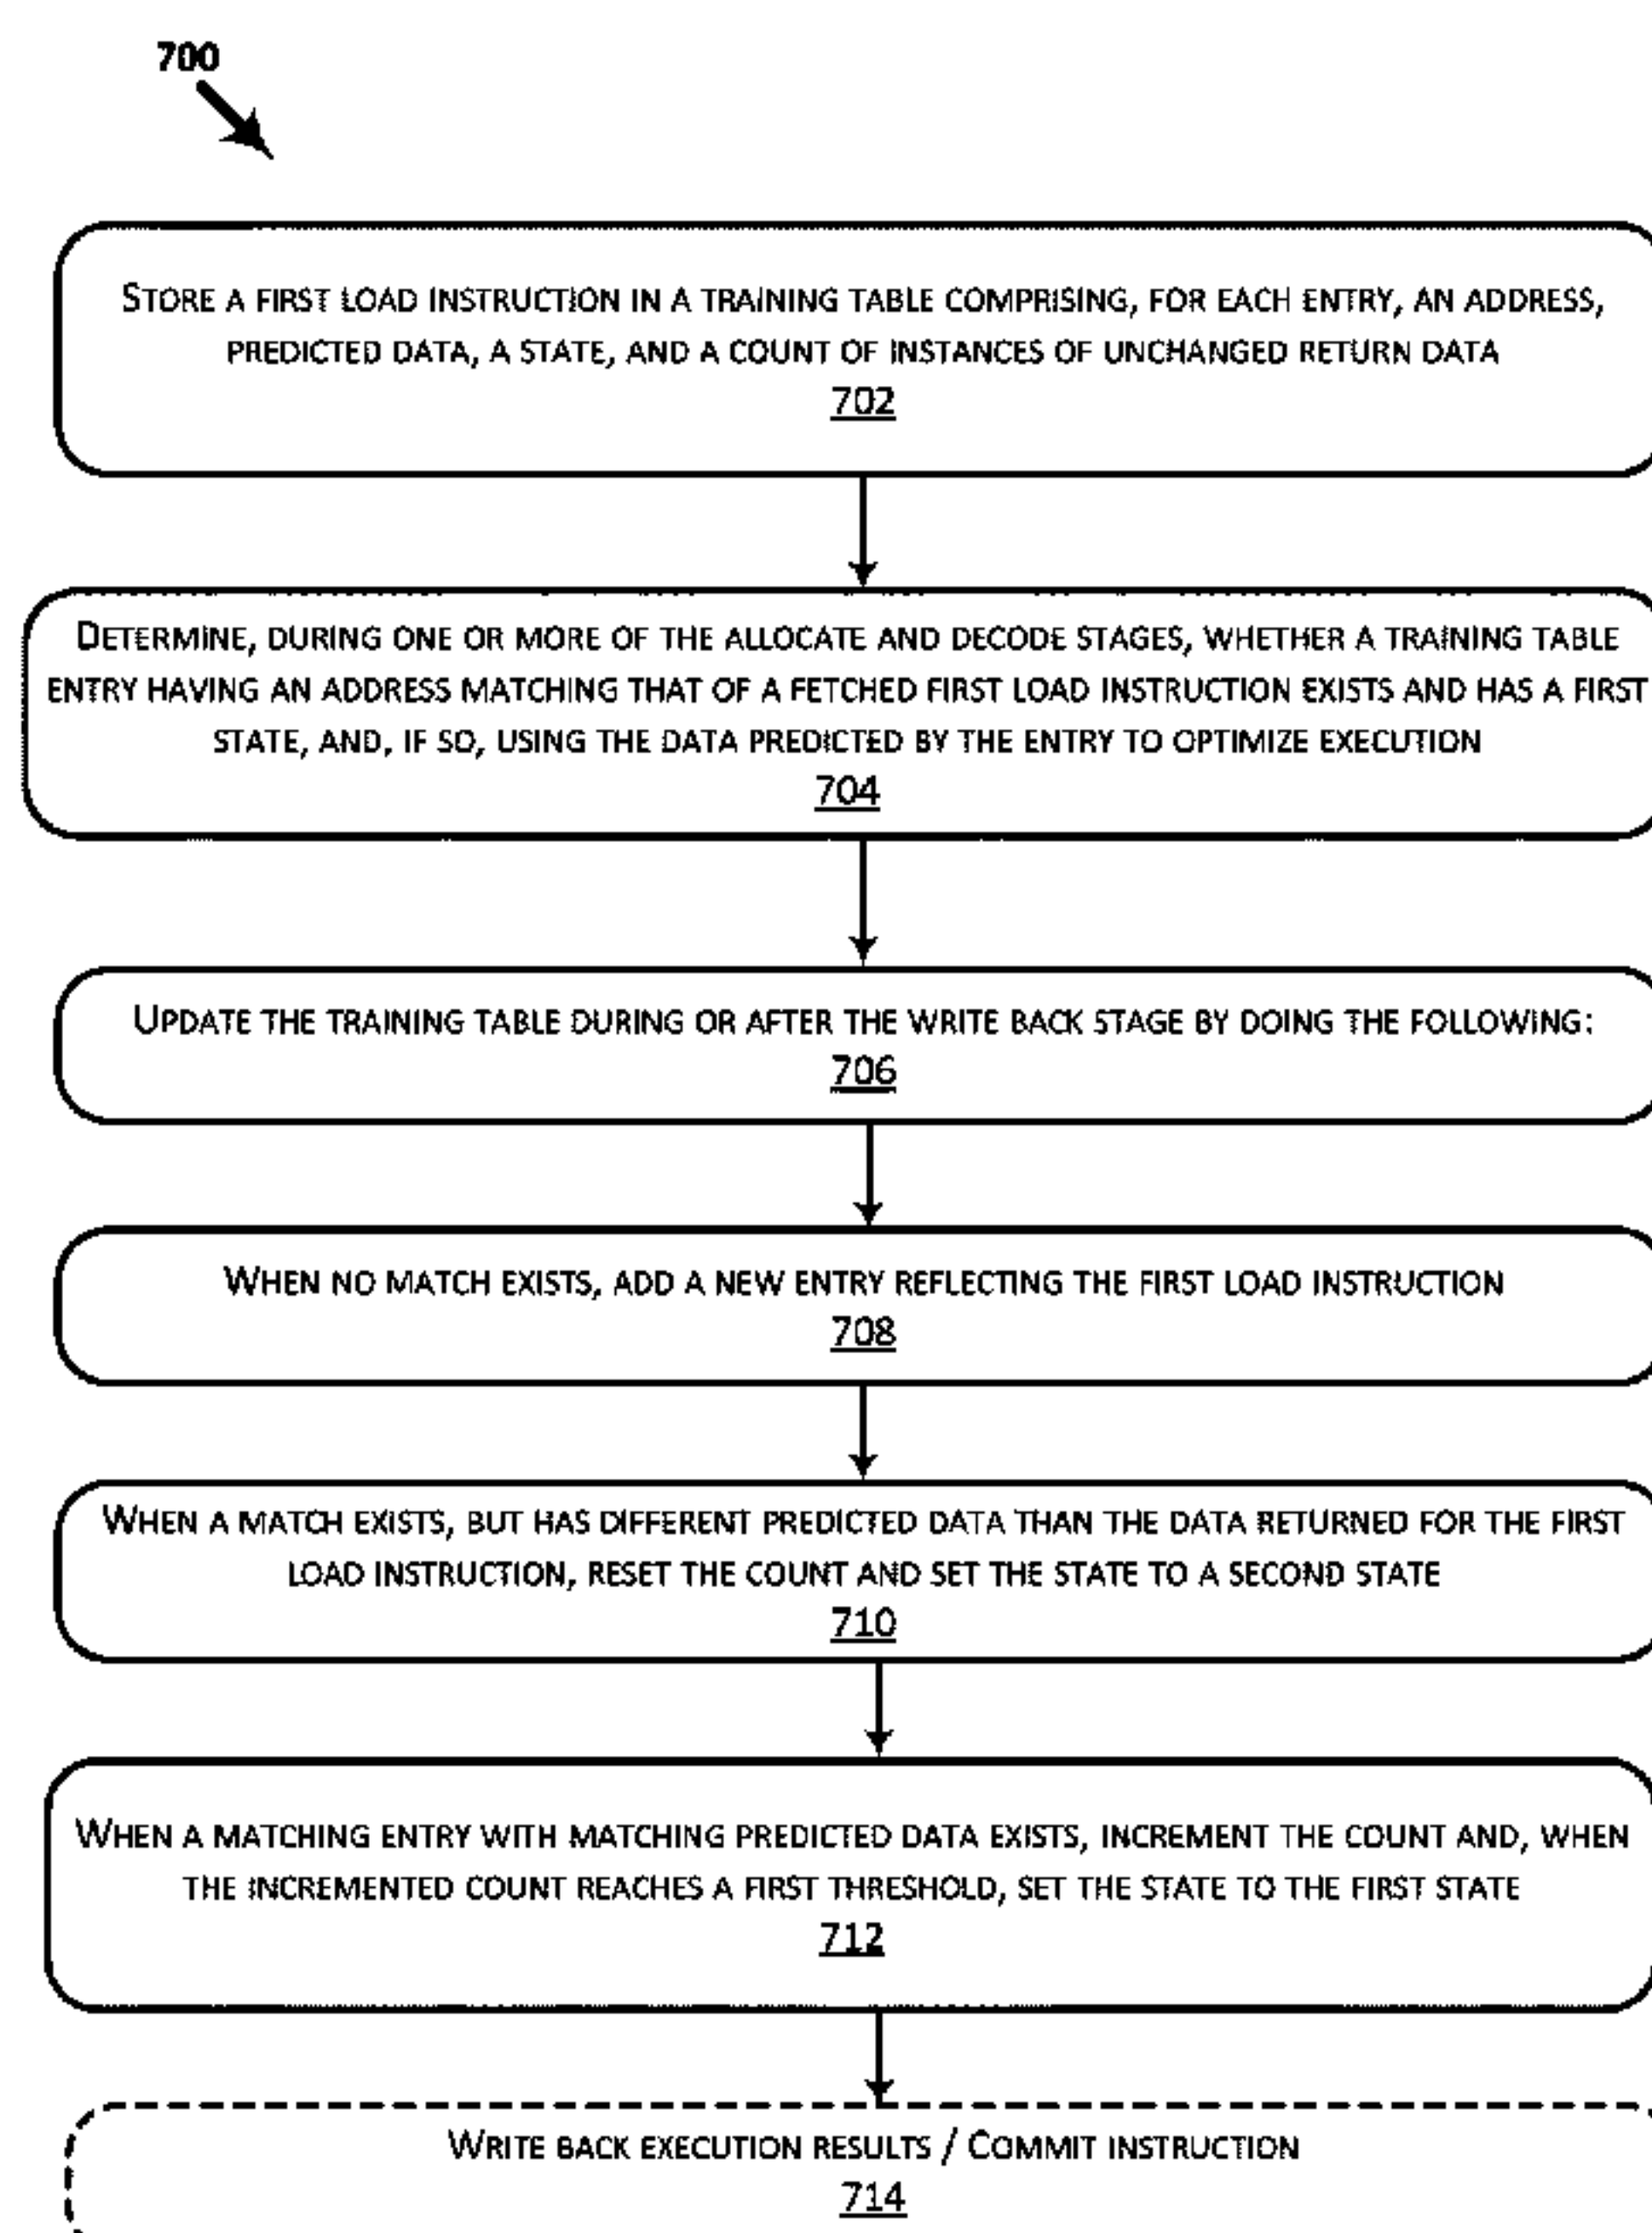 700
STORE A FIRST LOAD INSTRUCTION IN A TRAINING TABLE COMPRISING, FOR EACH ENTRY, AN ADDRESS,
PREDICTED DATA, A STATE, AND A COUNT OF INSTANCES OF UNCHANGED RETURN DATA
702
DETERMINE, DURING ONE OR MORE OF THE ALLOCATE AND DECODE STAGES, WHETHER A TRAINING TABLE
ENTRY HAVING AN ADDRESS MATCHING THAT OF A FETCHED FIRST LOAD INSTRUCTION EXISTS AND HAS A FIRST
STATE, AND, IF SO, USING THE DATA PREDICTED BY THE ENTRY TO OPTIMIZE EXECUTION
704
UPDATE THE TRAINING TABLE DURING OR AFTER THE WRITE BACK STAGE BY DOING THE FOLLOWING:
706
WHEN NO MATCH EXISTS, ADD A NEW ENTRY REFLECTING THE FIRST LOAD INSTRUCTION
708
WHEN A MATCH EXISTS, BUT HAS DIFFERENT PREDICTED DATA THAN THE DATA RETURNED FOR THE FIRST
LOAD INSTRUCTION, RESET THE COUNT AND SET THE STATE TO A SECOND STATE
710
WHEN A MATCHING ENTRY WITH MATCHING PREDICTED DATA EXISTS, INCREMENT THE COUNT AND, WHEN
THE INCREMENTED COUNT REACHES A FIRST THRESHOLD, SET THE STATE TO THE FIRST STATE
712
WRITE BACK EXECUTION RESULTS / COMMIT INSTRUCTION
714